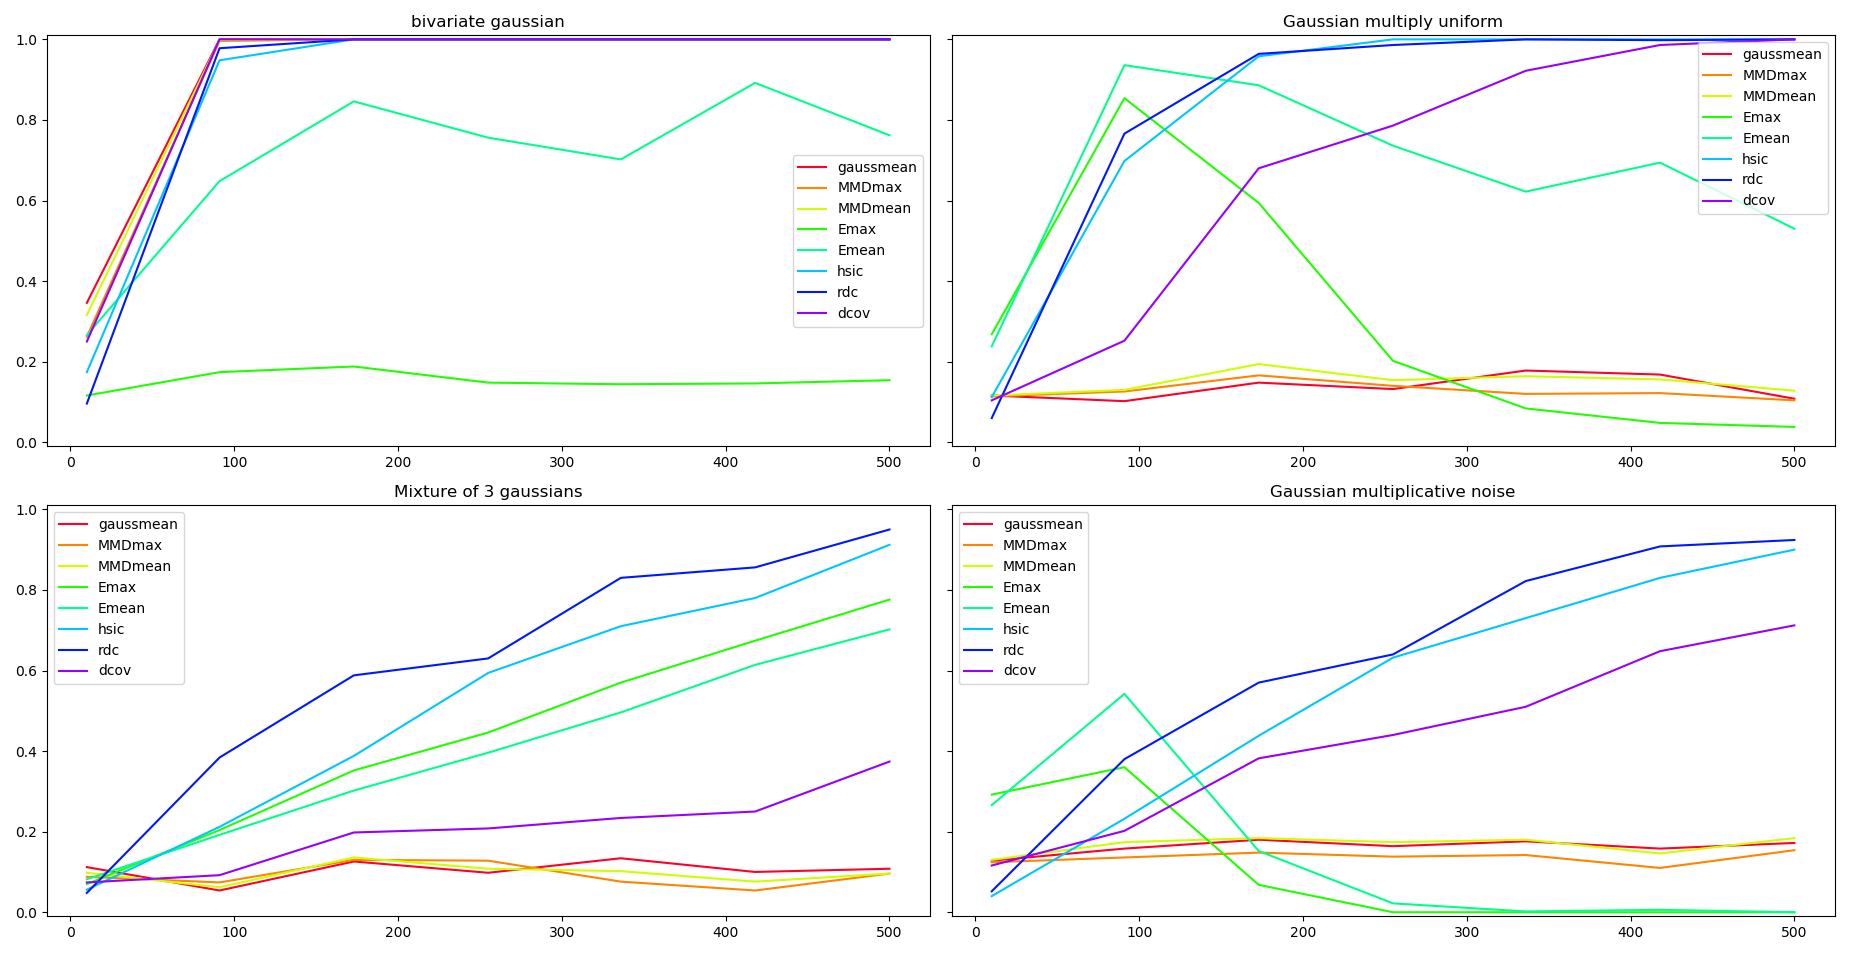 bivariate gaussian
1.0
0.8
0.6
0.4
0.2
0.0
0 100 200 300 400 500
gaussmean
MMDmax
MMDmean
Emax
Emean
hsic
rdc
dcov
Gaussian multiply uniform
0 100 200 300 400 500
gaussmean
MMDmax
MMDmean
Emax
Emean
hsic
rdc
dcov
Mixture of 3 gaussians
1.0
0.8
0.6
0.4
0.2
0.0
0 100 200 300 400 500
gaussmean
MMDmax
MMDmean
Emax
Emean
hsic
rdc
dcov
Gaussian multiplicative noise
0 100 200 300 400 500
gaussmean
MMDmax
MMDmean
Emax
Emean
hsic
rdc
dcov